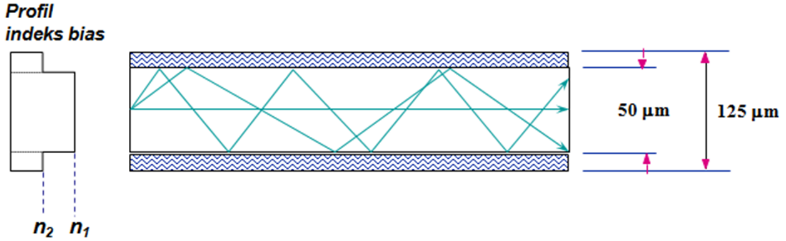 Profil
indeks bias
50 µm
125 µm
n2 n1